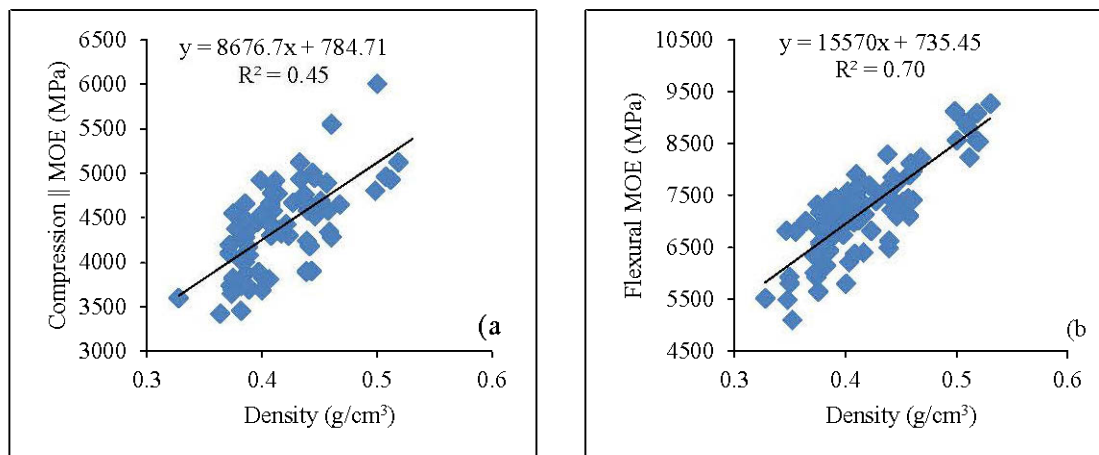 y = 8676.7x + 784.71
R² = 0.45
Compression || MOE (MPa)
6500
6000
5500
5000
4500
4000
3500
3000
0.3
0.4
0.5
0.6
Density (g/cm³)
(a
y = 15570x + 735.45
R² = 0.70
Flexural MOE (MPa)
10500
9500
8500
7500
6500
5500
4500
0.3
0.4
0.5
0.6
Density (g/cm³)
(b